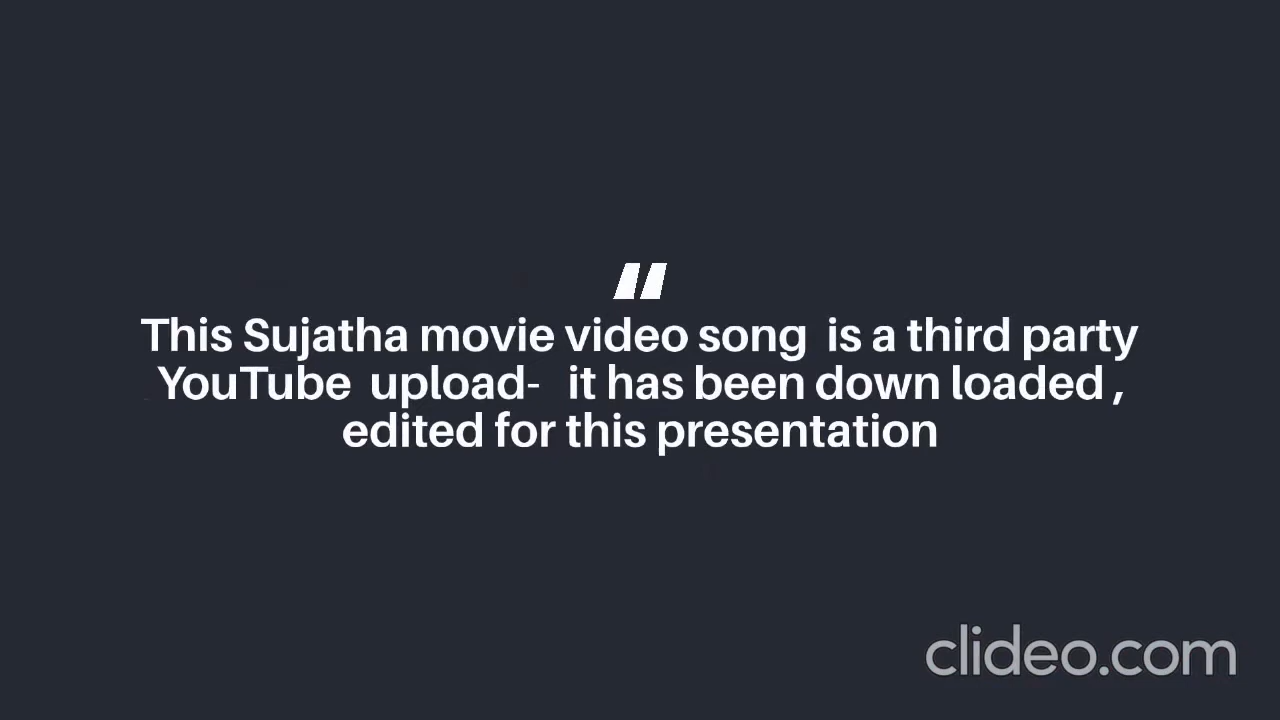 "
This Sujatha movie video song  is a third party
YouTube  upload-   it has been down loaded ,
edited for this presentation
clideo.com